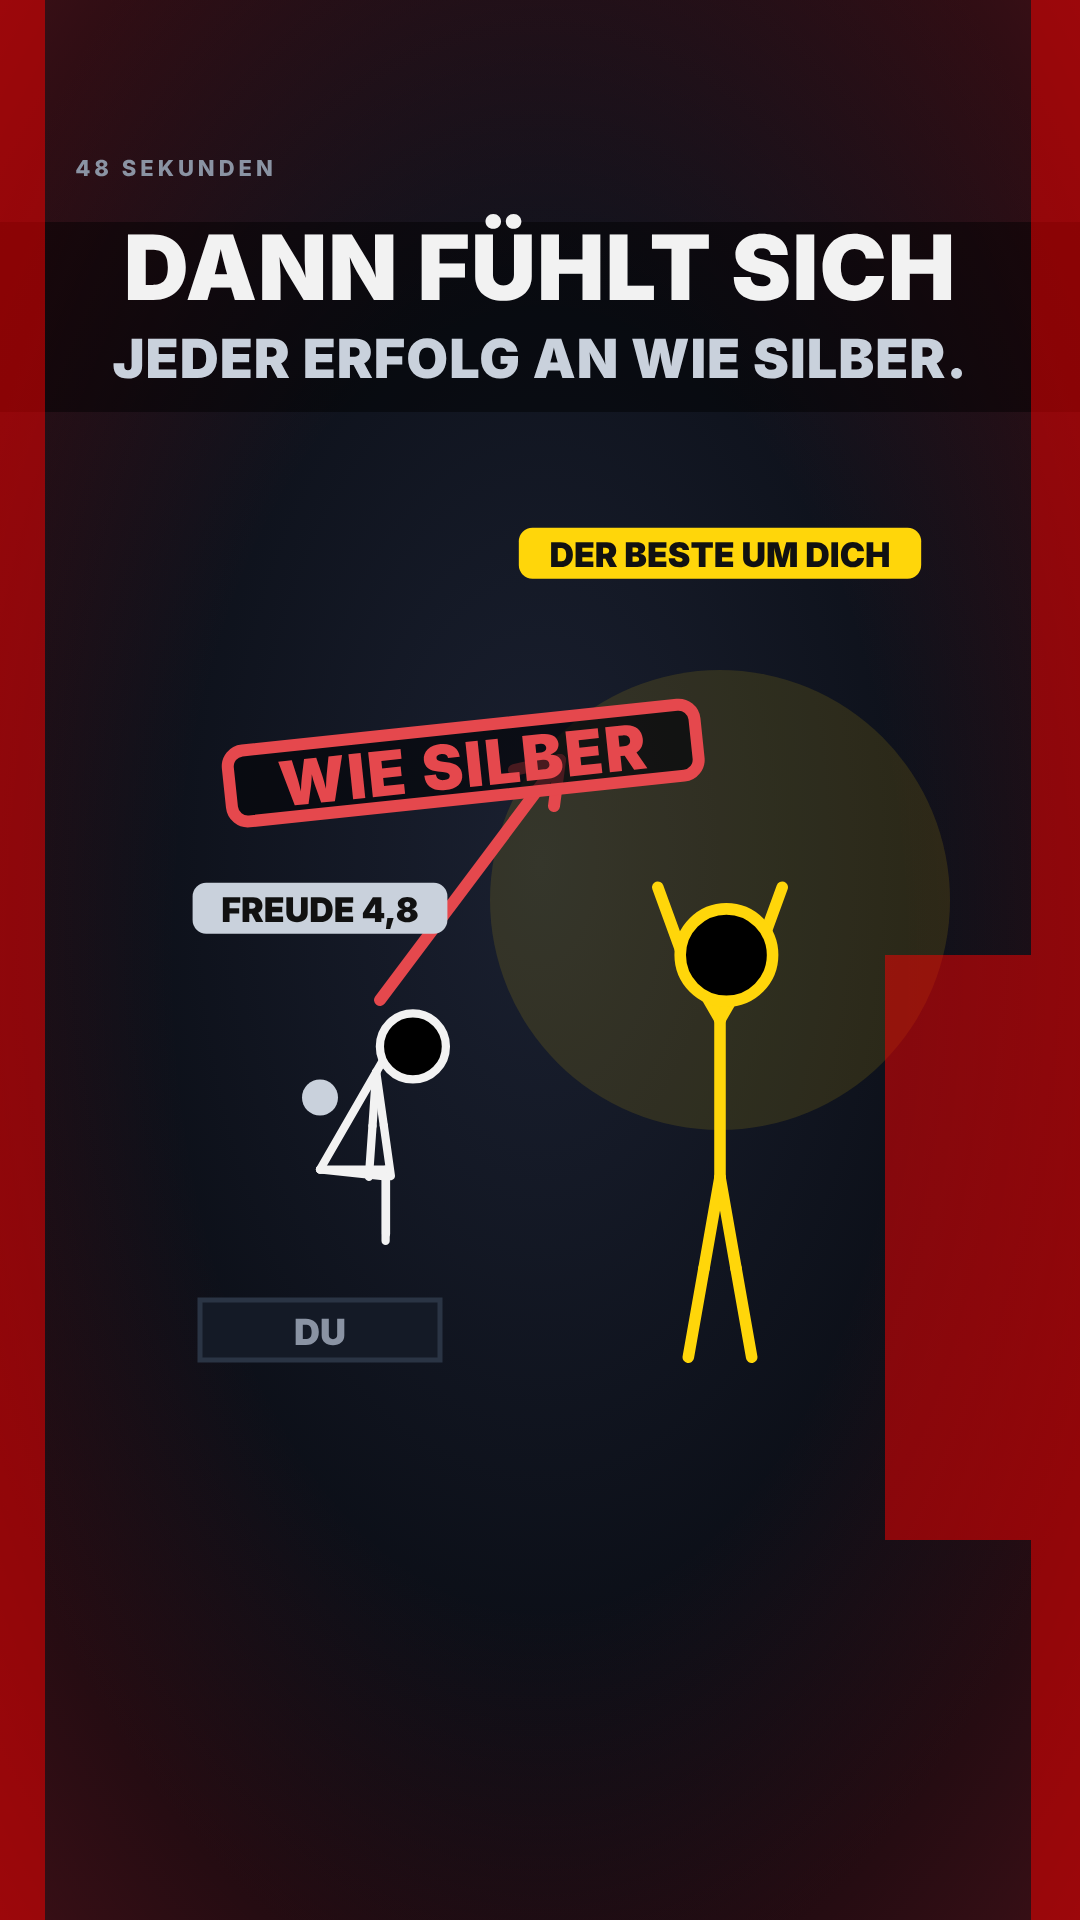 48 SEKUNDEN
DANN FÜHLT SICH
JEDER ERFOLG AN WIE SILBER.
DER BESTE UM DICH
WIE SILBER
FREUDE 4,8
DU